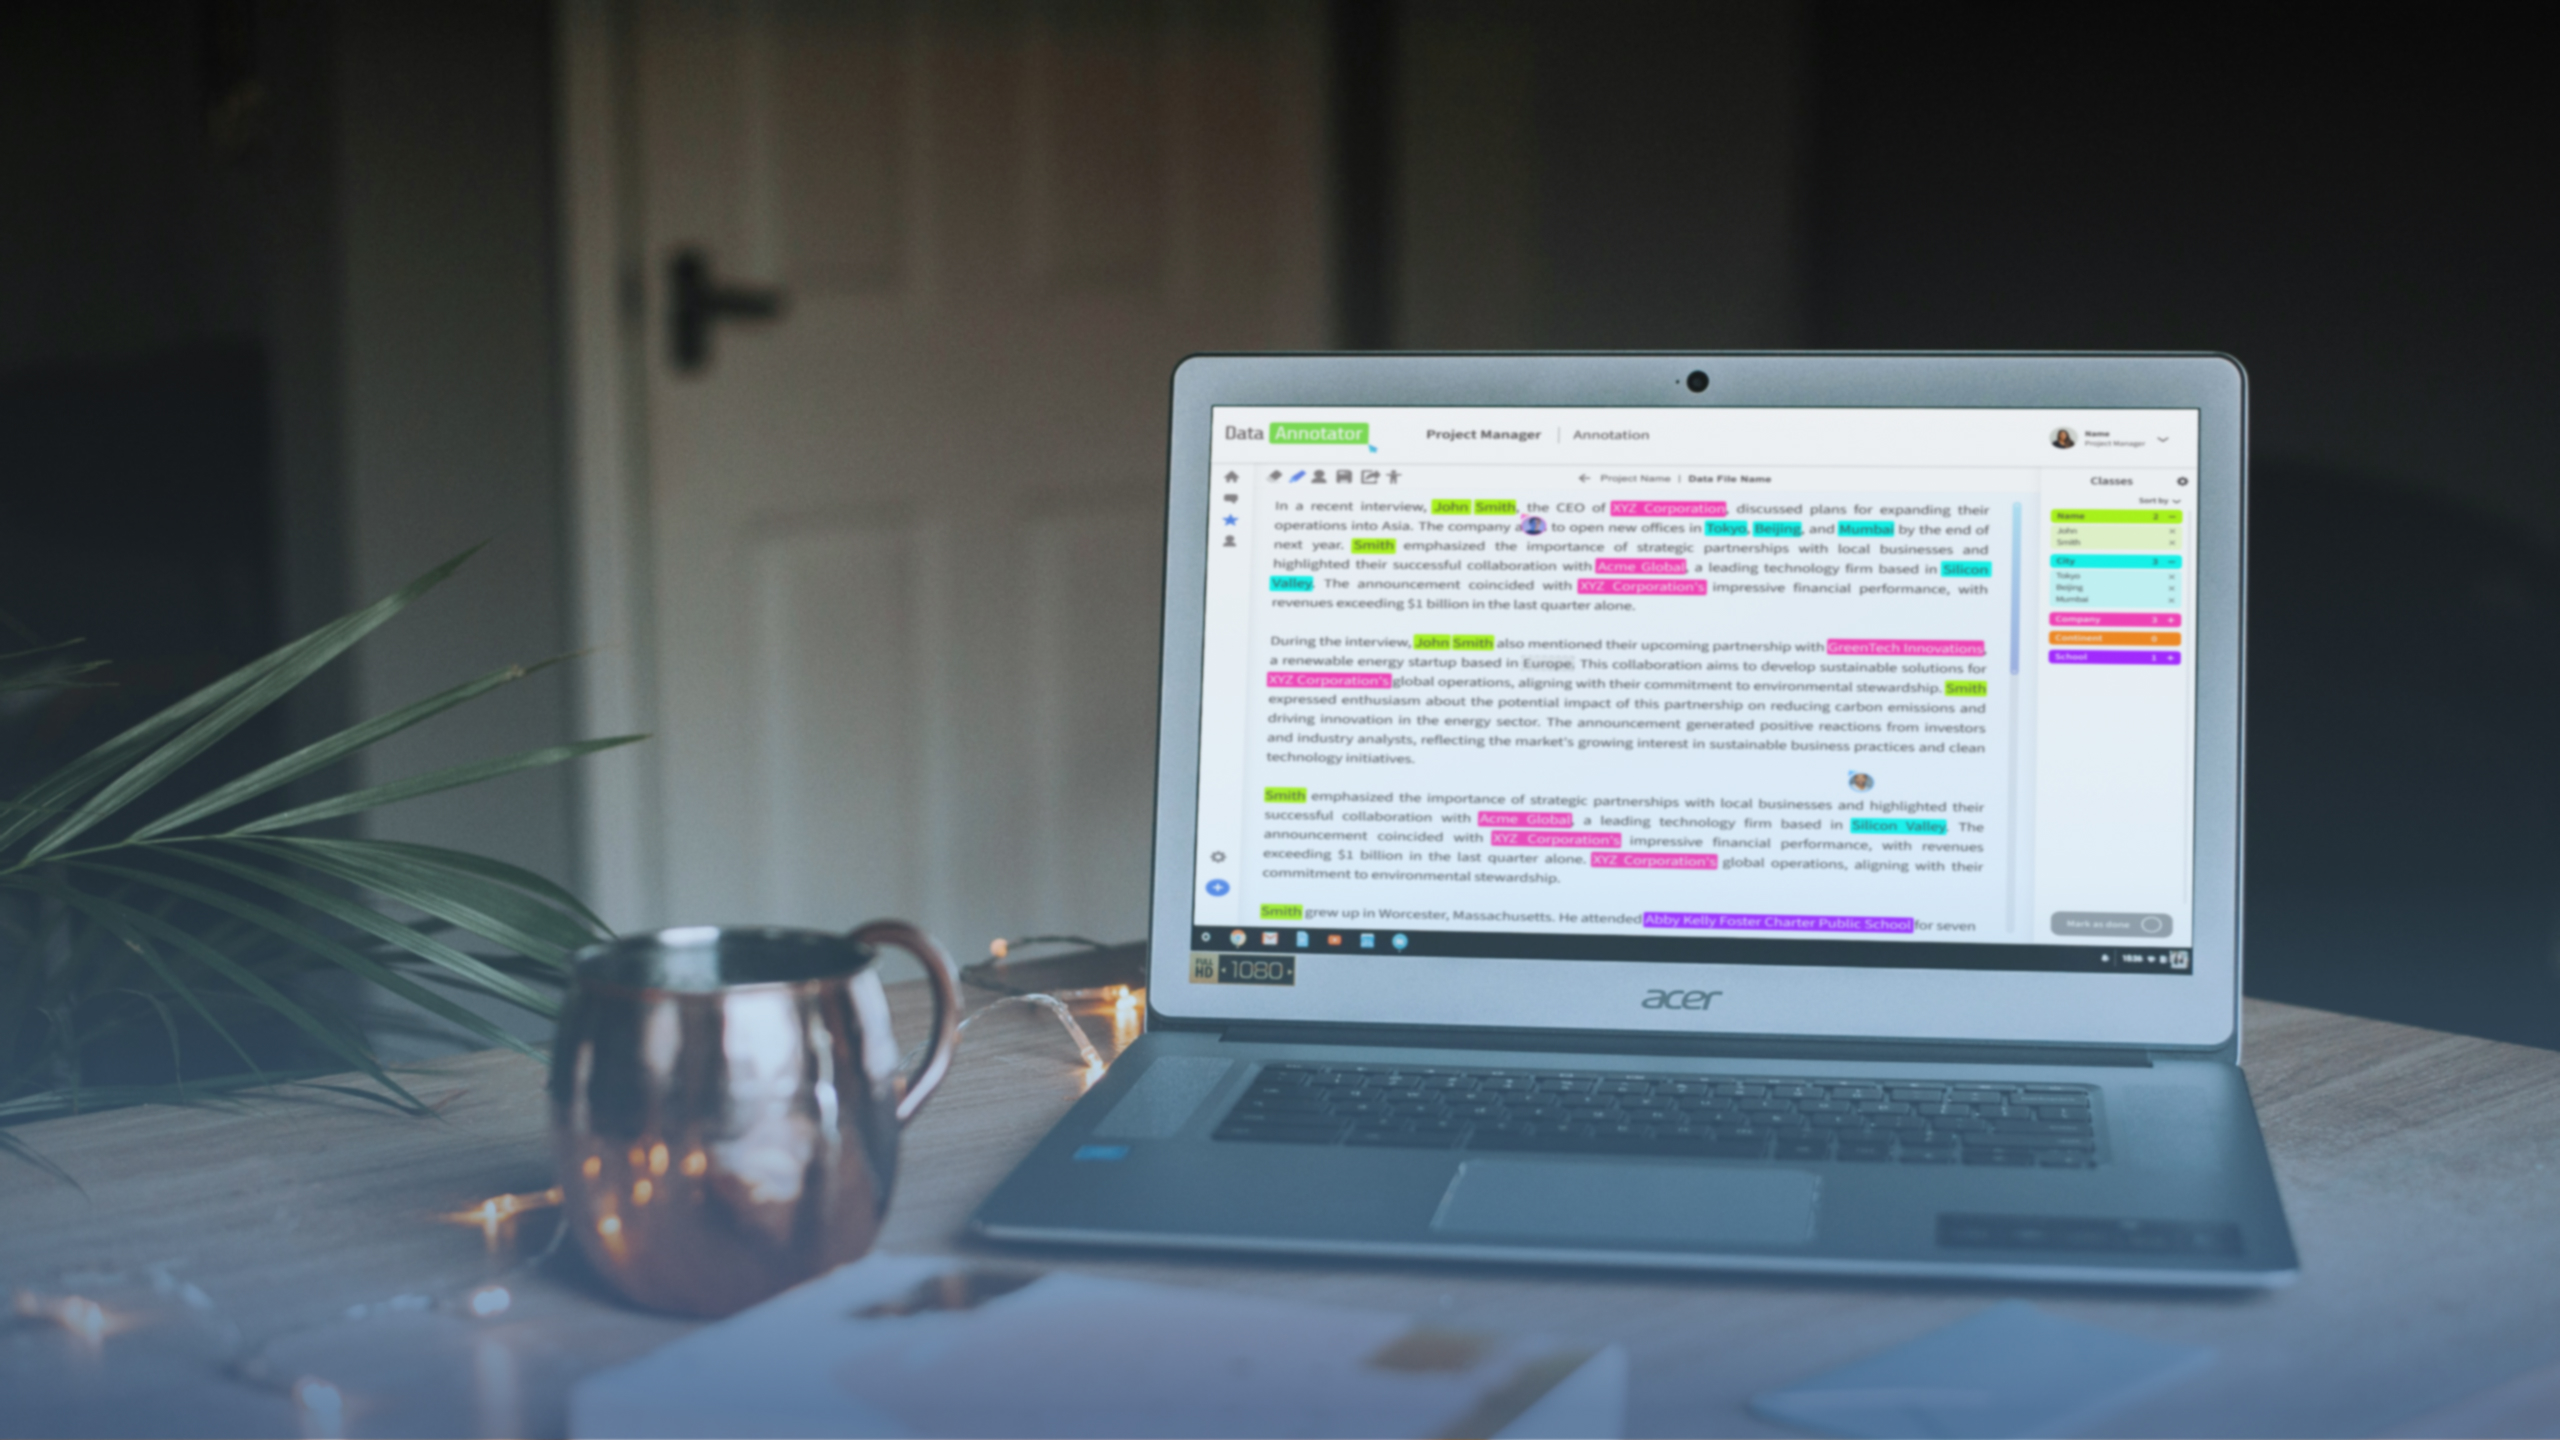 Data Annotator
Project Manager | Annotation
Name
Project Manager
← Project Name | Data File Name
Classes
Sort by
In a recent interview, John Smith, the CEO of XYZ Corporation, discussed plans for expanding their
operations into Asia. The company a to open new offices in Tokyo, Beijing, and Mumbai by the end of
next year. Smith emphasized the importance of strategic partnerships with local businesses and
highlighted their successful collaboration with Acme Global, a leading technology firm based in Silicon
Valley. The announcement coincided with XYZ Corporation's impressive financial performance, with
revenues exceeding $1 billion in the last quarter alone.
During the interview, John Smith also mentioned their upcoming partnership with GreenTech Innovations,
a renewable energy startup based in Europe. This collaboration aims to develop sustainable solutions for
XYZ Corporation's global operations, aligning with their commitment to environmental stewardship. Smith
expressed enthusiasm about the potential impact of this partnership on reducing carbon emissions and
driving innovation in the energy sector. The announcement generated positive reactions from investors
and industry analysts, reflecting the market's growing interest in sustainable business practices and clean
technology initiatives.
Smith emphasized the importance of strategic partnerships with local businesses and highlighted their
successful collaboration with Acme Global, a leading technology firm based in Silicon Valley. The
announcement coincided with XYZ Corporation's impressive financial performance, with revenues
exceeding $1 billion in the last quarter alone. XYZ Corporation's global operations, aligning with their
commitment to environmental stewardship.
Smith grew up in Worcester, Massachusetts. He attended Abby Kelly Foster Charter Public School for seven
Name 2 −
John ×
Smith ×
City 3 −
Tokyo ×
Beijing ×
Mumbai ×
Company 3 +
Continent 0
School 1 +
Mark as done
FULL HD 1080
acer